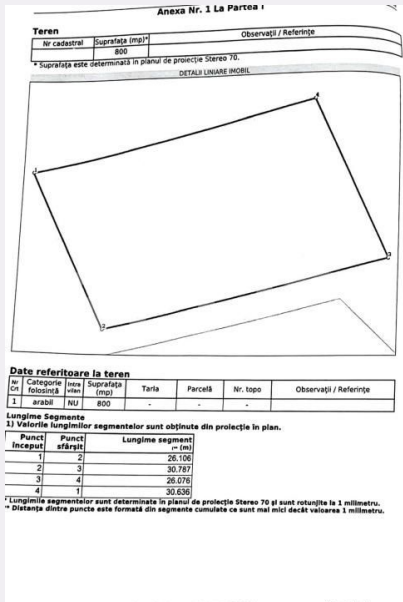 Anexa Nr. 1 La Partea I
Teren
Nr cadastral Suprafața (mp)* Observații / Referințe
800
* Suprafața este determinată în planul de proiecție Stereo 70.
DETALII LINIARE IMOBIL
1
4
2
3
Date referitoare la teren
Nr Crt Categorie folosință Intra vilan Suprafața (mp) Tarla Parcelă Nr. topo Observații / Referințe
1 arabil NU 800 - - -
Lungime Segmente
1) Valorile lungimilor segmentelor sunt obținute din proiecție în plan.
Punct început Punct sfârșit Lungime segment (** (m)
1 2 26.106
2 3 30.787
3 4 26.076
4 1 30.636
* Lungimile segmentelor sunt determinate în planul de proiecție Stereo 70 și sunt rotunjite la 1 milimetru.
** Distanța dintre puncte este formată din segmente cumulate ce sunt mai mici decât valoarea 1 milimetru.